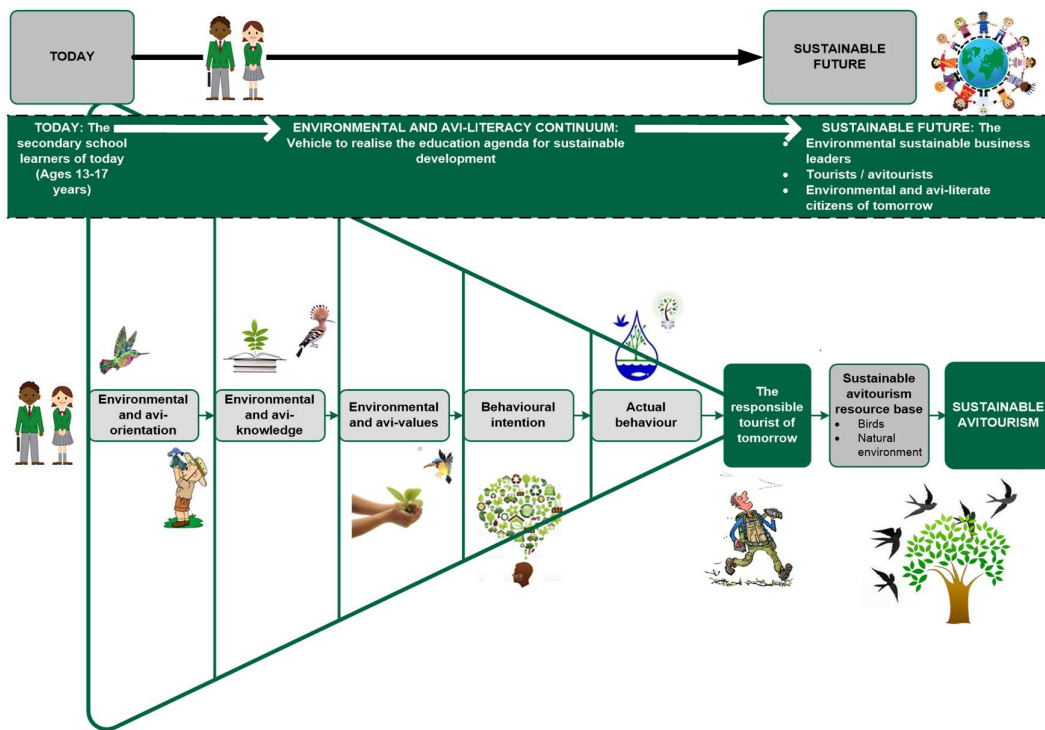 TODAY
SUSTAINABLE
FUTURE
TODAY: The
secondary school
learners of today
(Ages 13-17
years)
ENVIRONMENTAL AND AVI-LITERACY CONTINUUM:
Vehicle to realise the education agenda for sustainable
development
SUSTAINABLE FUTURE: The
• Environmental sustainable business
leaders
• Tourists / avitourists
• Environmental and avi-literate
citizens of tomorrow
Environmental
and avi-
orientation
Environmental
and avi-
knowledge
Environmental
and avi-values
Behavioural
intention
Actual
behaviour
The
responsible
tourist of
tomorrow
Sustainable
avitourism
resource base
• Birds
• Natural
environment
SUSTAINABLE
AVITOURISM